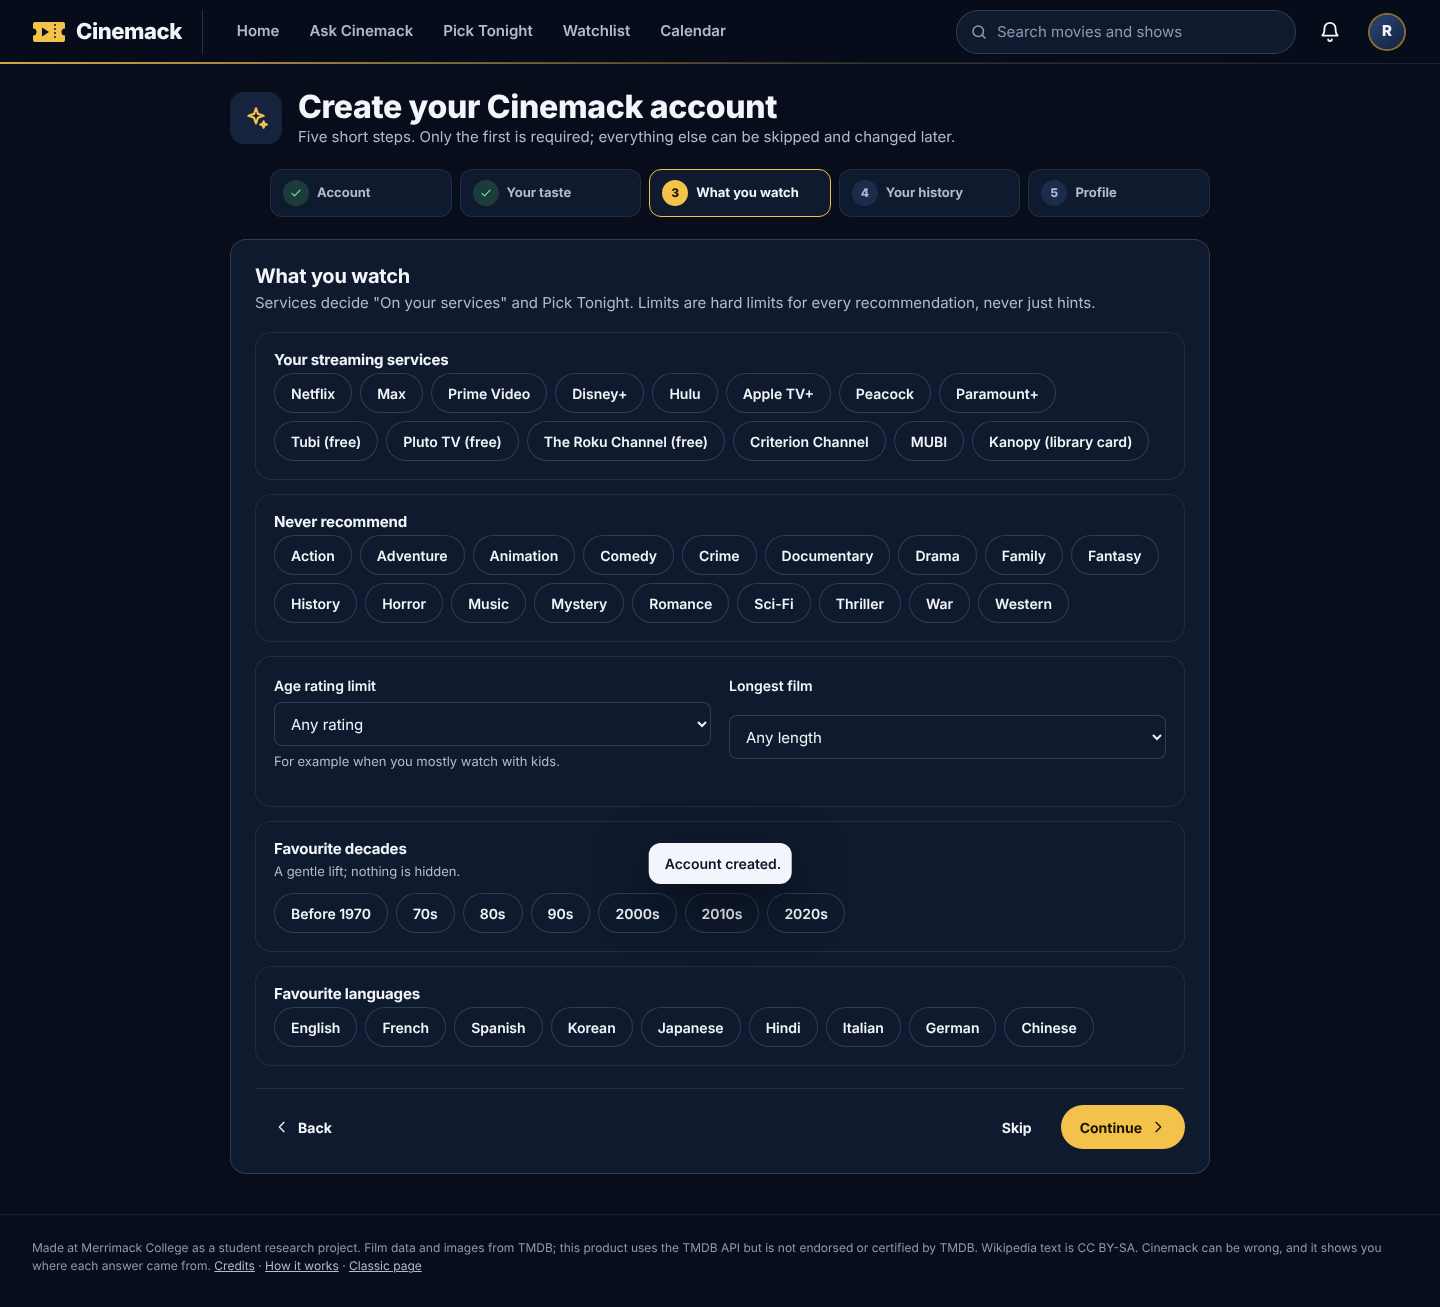 Cinemack
Home
Ask Cinemack
Pick Tonight
Watchlist
Calendar
Search movies and shows
R
Create your Cinemack account
Five short steps. Only the first is required; everything else can be skipped and changed later.
Account
Your taste
3 What you watch
4 Your history
5 Profile
What you watch
Services decide "On your services" and Pick Tonight. Limits are hard limits for every recommendation, never just hints.
Your streaming services
Netflix
Max
Prime Video
Disney+
Hulu
Apple TV+
Peacock
Paramount+
Tubi (free)
Pluto TV (free)
The Roku Channel (free)
Criterion Channel
MUBI
Kanopy (library card)
Never recommend
Action
Adventure
Animation
Comedy
Crime
Documentary
Drama
Family
Fantasy
History
Horror
Music
Mystery
Romance
Sci-Fi
Thriller
War
Western
Age rating limit
Any rating
For example when you mostly watch with kids.
Longest film
Any length
Favourite decades
A gentle lift; nothing is hidden.
Account created.
Before 1970
70s
80s
90s
2000s
2010s
2020s
Favourite languages
English
French
Spanish
Korean
Japanese
Hindi
Italian
German
Chinese
Back
Skip
Continue
Made at Merrimack College as a student research project. Film data and images from TMDB; this product uses the TMDB API but is not endorsed or certified by TMDB. Wikipedia text is CC BY-SA. Cinemack can be wrong, and it shows you
where each answer came from. Credits · How it works · Classic page